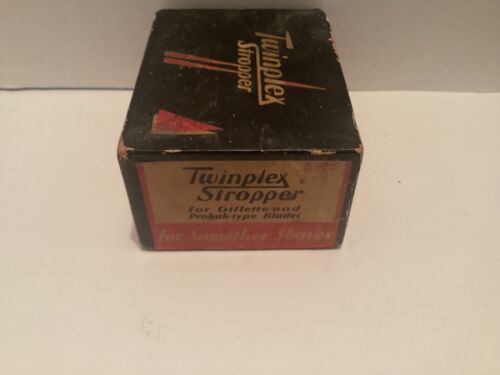 Twinplex
Stropper
Twinplex
Stropper
for Gillette and
Probak-type Blades
For Smoother Shaves